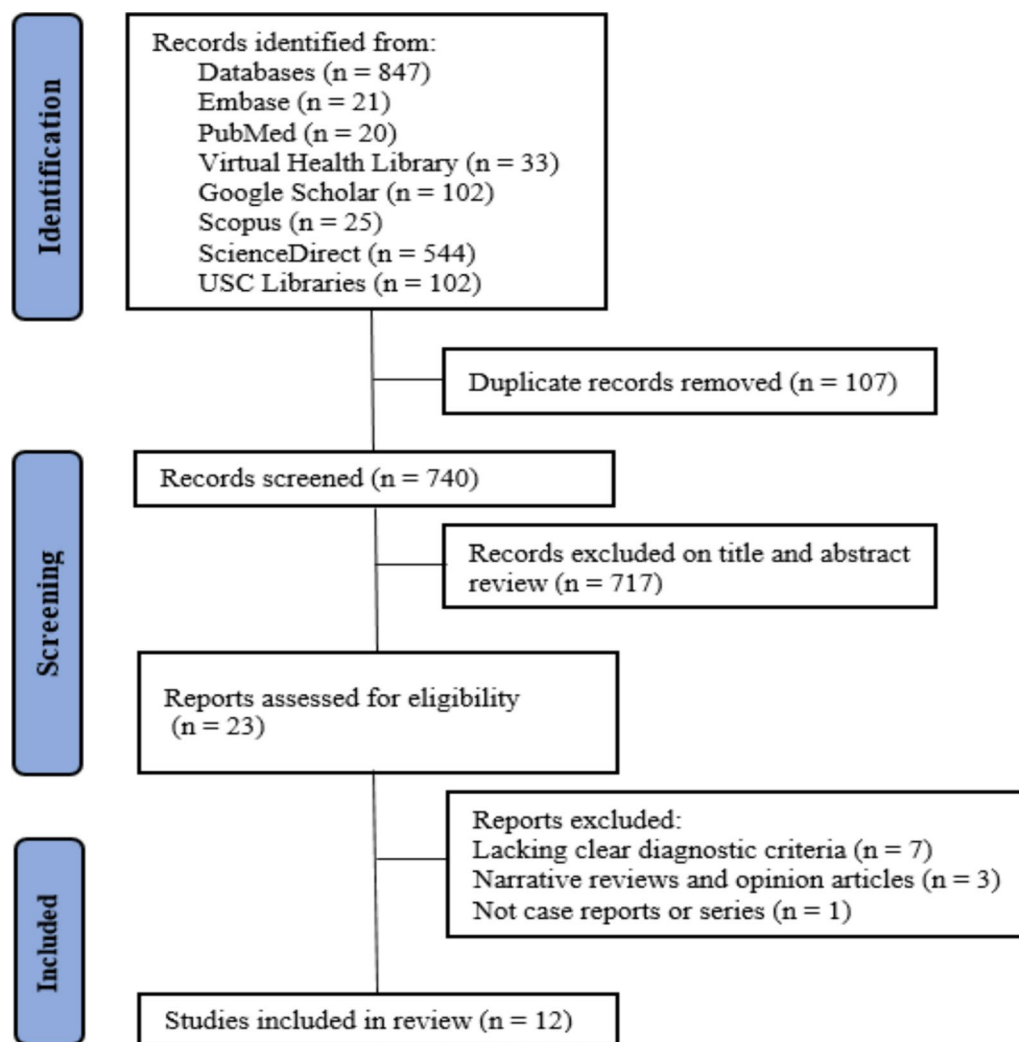 Identification
Records identified from:
Databases (n = 847)
Embase (n = 21)
PubMed (n = 20)
Virtual Health Library (n = 33)
Google Scholar (n = 102)
Scopus (n = 25)
ScienceDirect (n = 544)
USC Libraries (n = 102)
Duplicate records removed (n = 107)
Screening
Records screened (n = 740)
Records excluded on title and abstract
review (n = 717)
Reports assessed for eligibility
(n = 23)
Included
Reports excluded:
Lacking clear diagnostic criteria (n = 7)
Narrative reviews and opinion articles (n = 3)
Not case reports or series (n = 1)
Studies included in review (n = 12)